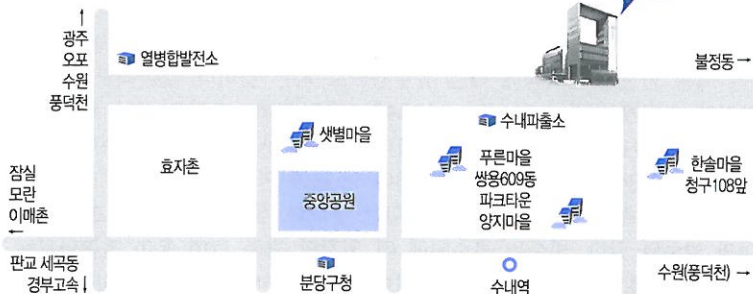 ↑
광주
오포
수원
풍덕천
열병합발전소
불정동 →
효자촌
샛별마을
중앙공원
수내파출소
푸른마을
쌍용609동
파크타운
양지마을
한솔마을
청구108앞
잠실
모란
이매촌
←
판교 세곡동
경부고속 ↓
분당구청
수내역
수원(풍덕천) →